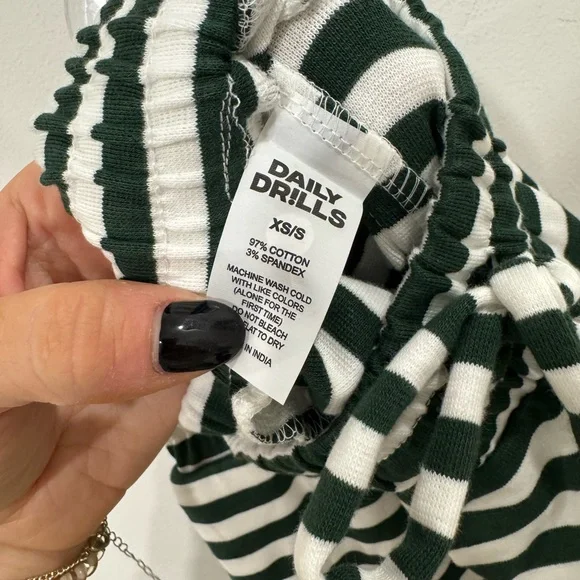 DAILY
DR!LLS
XS/S
97% COTTON
3% SPANDEX
MACHINE WASH COLD
WITH LIKE COLORS
(ALONE FOR THE
FIRST TIME)
DO NOT BLEACH
FLAT TO DRY
IN INDIA